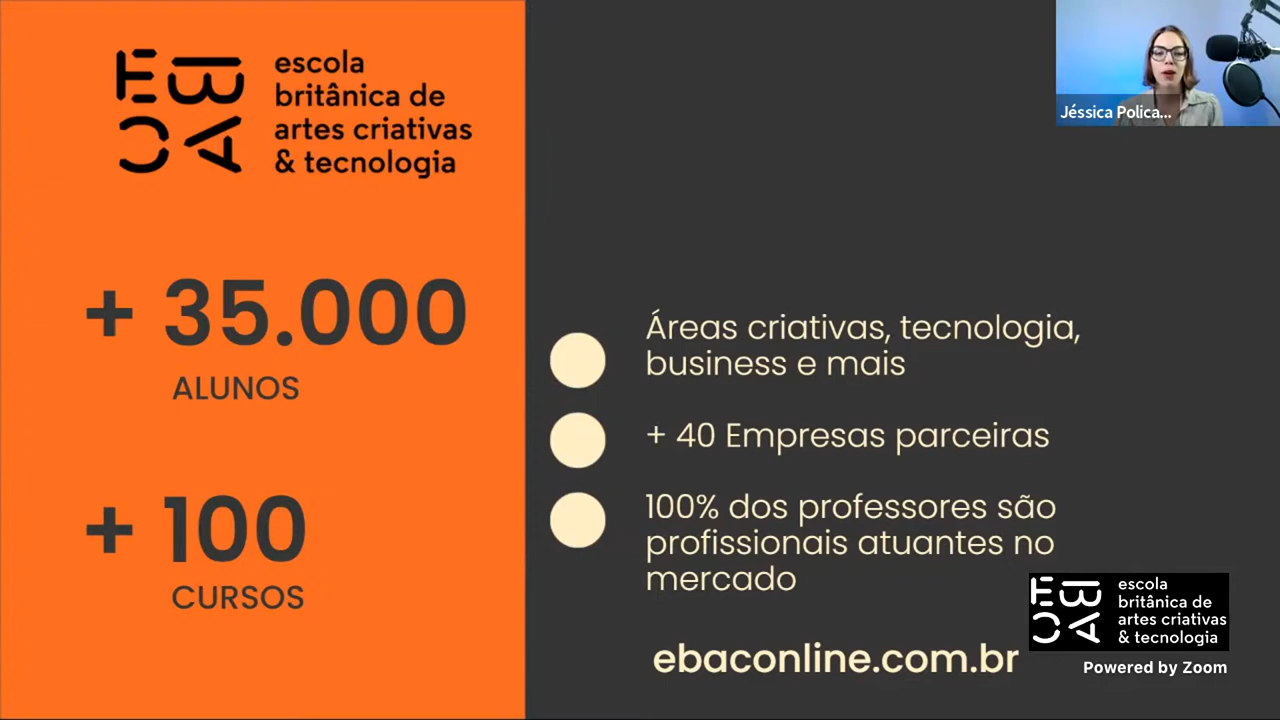 EBAC
escola
britânica de
artes criativas
& tecnologia
+ 35.000
ALUNOS
+ 100
CURSOS
Áreas criativas, tecnologia,
business e mais
+ 40 Empresas parceiras
100% dos professores são
profissionais atuantes no
mercado
ebaconline.com.br
Jéssica Polica...
EBAC
escola
britânica de
artes criativas
& tecnologia
Powered by Zoom